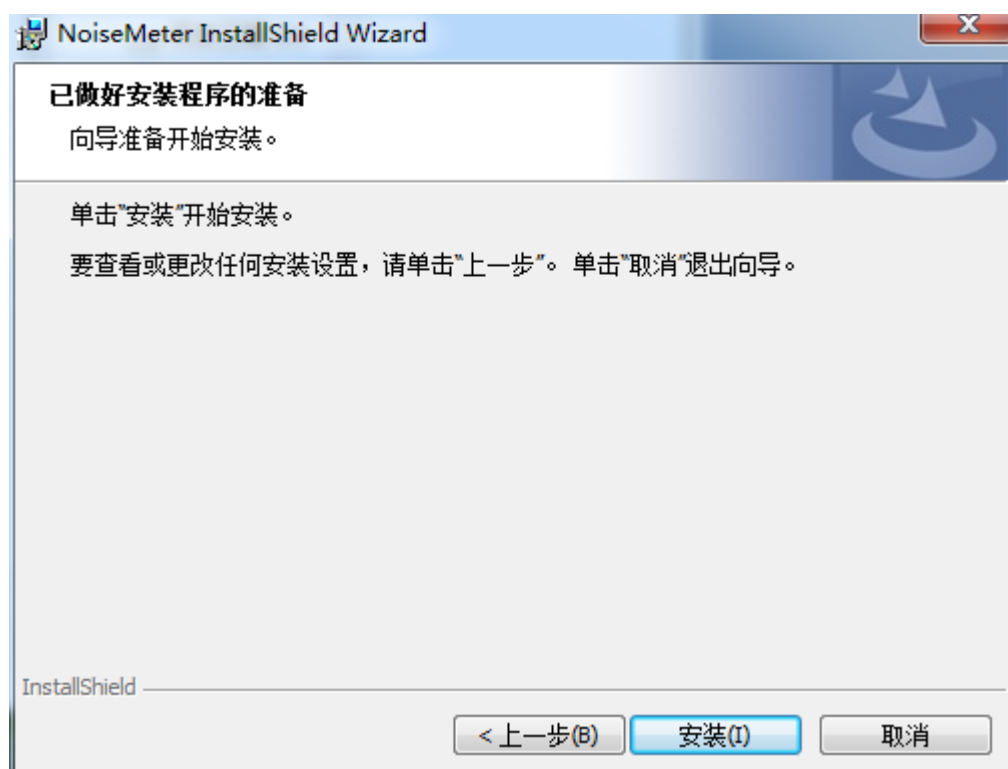 NoiseMeter InstallShield Wizard
已做好安装程序的准备
向导准备开始安装。
单击"安装"开始安装。
要查看或更改任何安装设置，请单击"上一步"。 单击"取消"退出向导。
InstallShield
<上一步(B)
安装(I)
取消